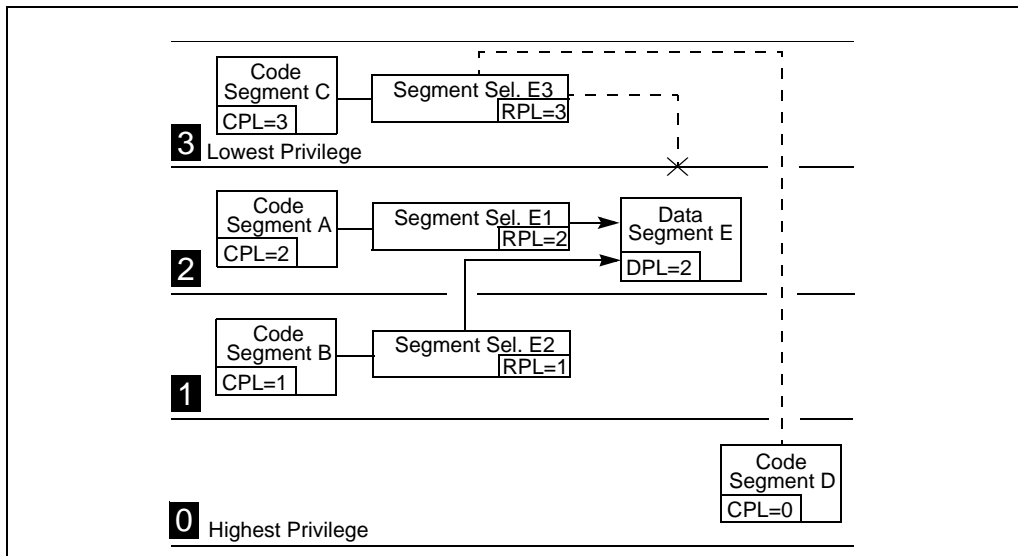 Code
Segment C
CPL=3
Segment Sel. E3
RPL=3
3
Lowest Privilege
Code
Segment A
CPL=2
Segment Sel. E1
RPL=2
Data
Segment E
DPL=2
2
Code
Segment B
CPL=1
Segment Sel. E2
RPL=1
1
Code
Segment D
CPL=0
0
Highest Privilege